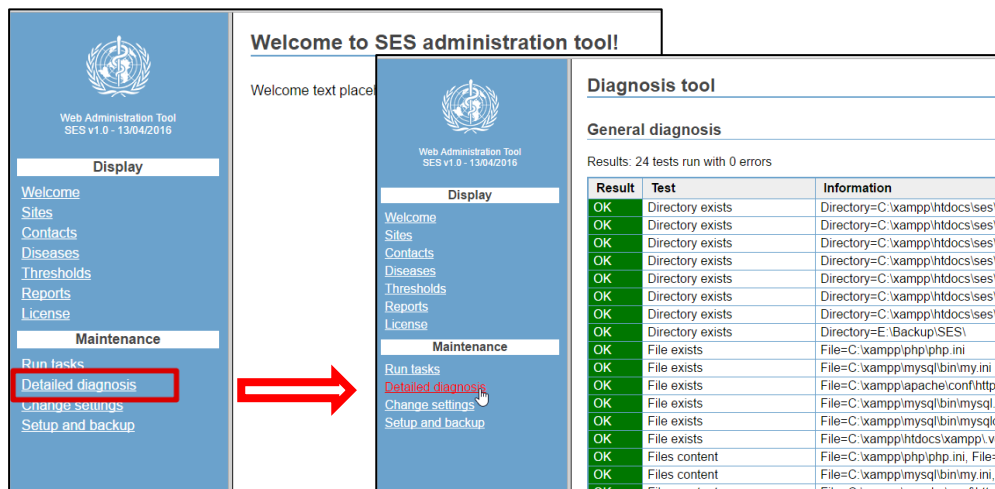 Welcome to SES administration tool!
Welcome text
Web Administration Tool
SES v1.0 - 13/04/2016
Display
Welcome
Sites
Contacts
Diseases
Thresholds
Reports
License
Maintenance
Run tasks
Detailed diagnosis
Change settings
Setup and backup
Web Administration Tool
SES v1.0 - 13/04/2016
Display
Welcome
Sites
Contacts
Diseases
Thresholds
Reports
License
Maintenance
Run tasks
Detailed diagnosis
Change settings
Setup and backup
Diagnosis tool
General diagnosis
Results: 24 tests run with 0 errors
Result Test Information
OK Directory exists Directory=C:\xampp\htdocs\ses\
OK Directory exists Directory=C:\xampp\htdocs\ses\
OK Directory exists Directory=C:\xampp\htdocs\ses\
OK Directory exists Directory=C:\xampp\htdocs\ses\
OK Directory exists Directory=C:\xampp\htdocs\ses\
OK Directory exists Directory=C:\xampp\htdocs\ses\
OK Directory exists Directory=C:\xampp\htdocs\ses\
OK Directory exists Directory=E:\Backup\SES\
OK File exists File=C:\xampp\php\php.ini
OK File exists File=C:\xampp\mysql\bin\my.ini
OK File exists File=C:\xampp\apache\conf\http
OK File exists File=C:\xampp\mysql\bin\mysql.
OK File exists File=C:\xampp\mysql\bin\mysqld
OK File exists File=C:\xampp\htdocs\xampp\.v
OK Files content File=C:\xampp\php\php.ini, File=
OK Files content File=C:\xampp\mysql\bin\my.ini,